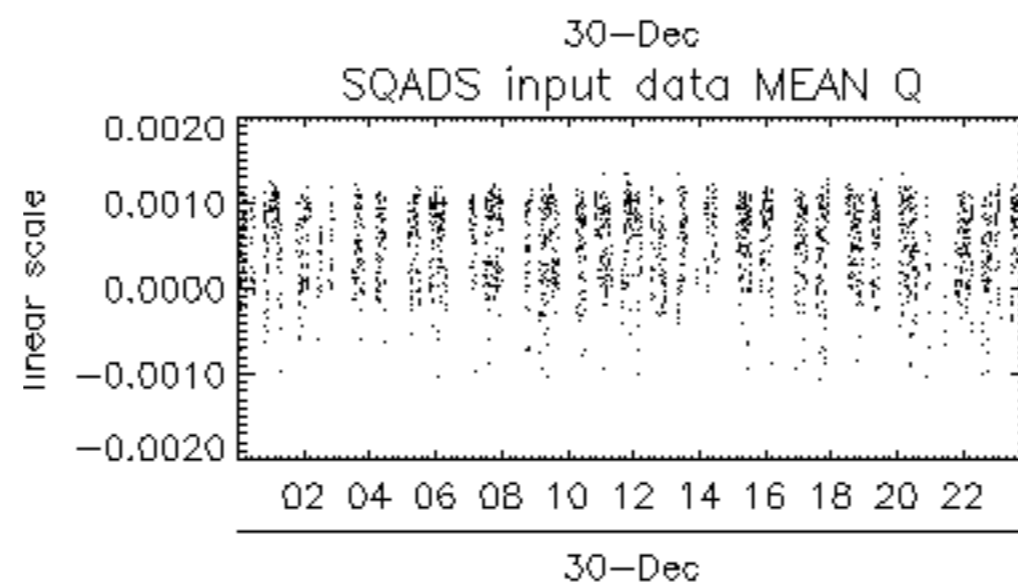 30-Dec
SQADS input data MEAN Q
linear scale
0.0020
0.0010
0.0000
-0.0010
-0.0020
02 04 06 08 10 12 14 16 18 20 22
30-Dec